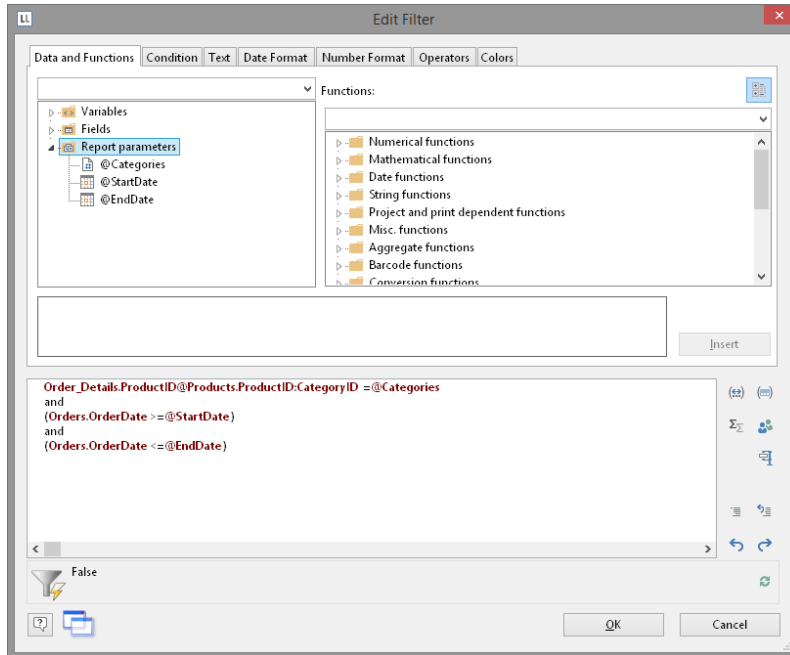 LL
Edit Filter
Data and Functions Condition Text Date Format Number Format Operators Colors
Functions:
Variables
Fields
Report parameters
@Categories
@StartDate
@EndDate
Numerical functions
Mathematical functions
Date functions
String functions
Project and print dependent functions
Misc. functions
Aggregate functions
Barcode functions
Conversion functions
Insert
Order_Details.ProductID@Products.ProductID:CategoryID =@Categories
and
(Orders.OrderDate >=@StartDate)
and
(Orders.OrderDate <=@EndDate)
False
OK Cancel